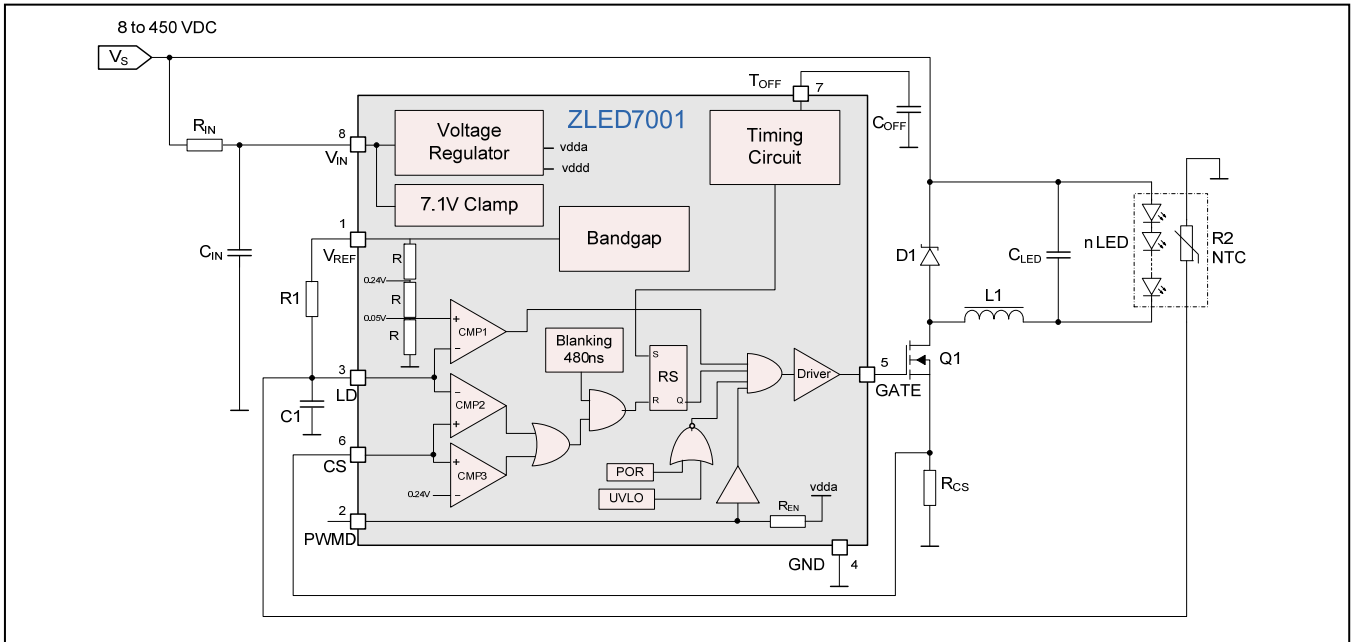 8 to 450 VDC
VS
TOFF
7
RIN
8
VIN
ZLED7001
Voltage
Regulator
vdda
vddd
Timing
Circuit
COFF
7.1V Clamp
1
VREF
Bandgap
CIN
R
0.24V
R
0.05V
R
R1
CMP1
Blanking
480ns
S
RS
R
Q
Driver
5
GATE
Q1
D1
L1
CLED
n LED
R2
NTC
3
LD
C1
CMP2
6
CS
CMP3
0.24V
POR
UVLO
vdda
REN
RCS
2
PWMD
GND
4